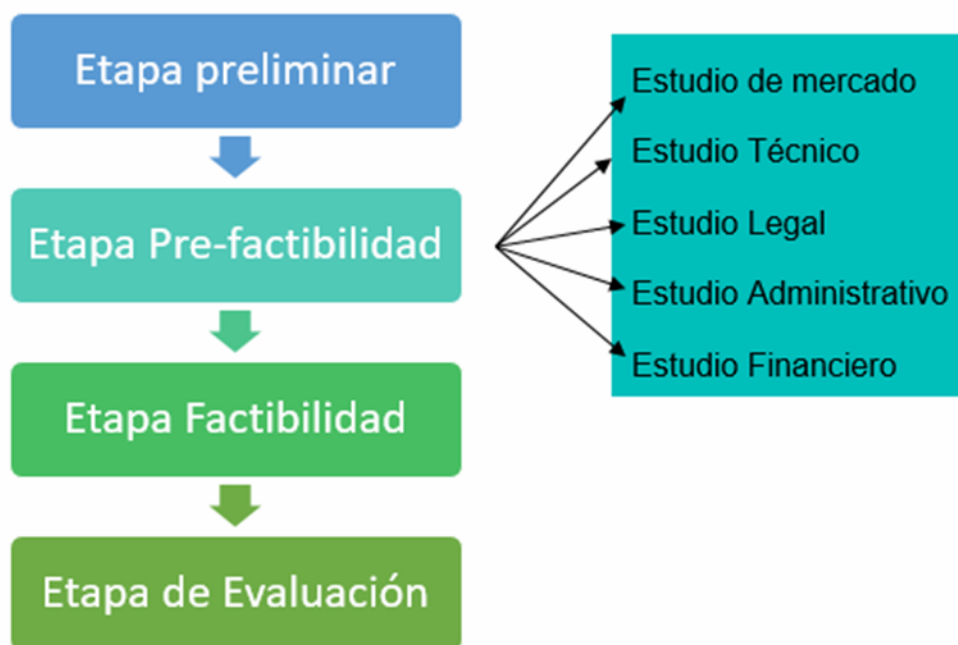 Etapa preliminar
Etapa Pre-factibilidad
Etapa Factibilidad
Etapa de Evaluación
Estudio de mercado
Estudio Técnico
Estudio Legal
Estudio Administrativo
Estudio Financiero